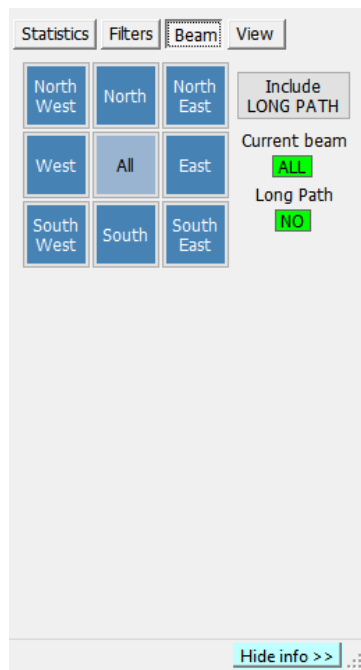 Statistics Filters Beam View
North West North North East
Include
LONG PATH
West All East
Current beam
ALL
Long Path
NO
South West South South East
Hide info >>